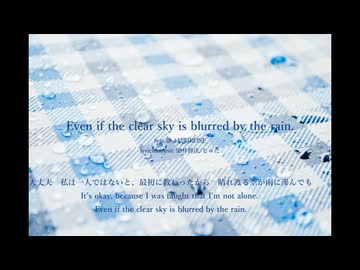 Even if the clear sky is blurred by the rain.
大丈夫　私は一人ではないと、最初に教わったから　晴れ渡る空が雨に滲んでも
It's okay, because I was taught that I'm not alone.
Even if the clear sky is blurred by the rain.